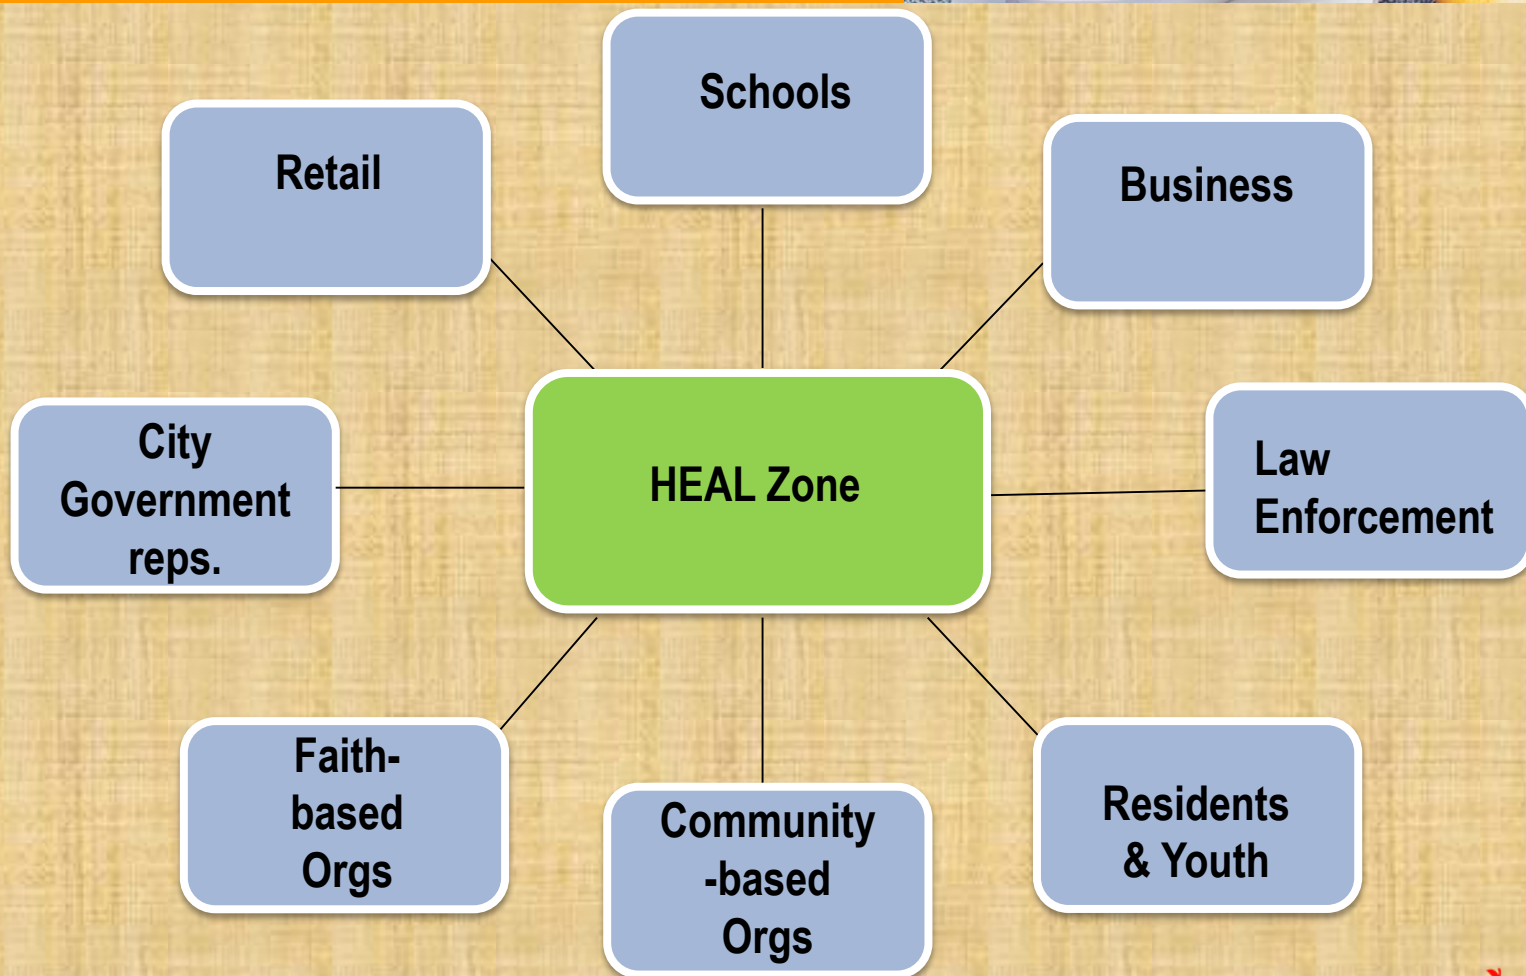 Schools
Retail
Business
City
Government
reps.
HEAL Zone
Law
Enforcement
Faith-
based
Orgs
Community
-based
Orgs
Residents
& Youth